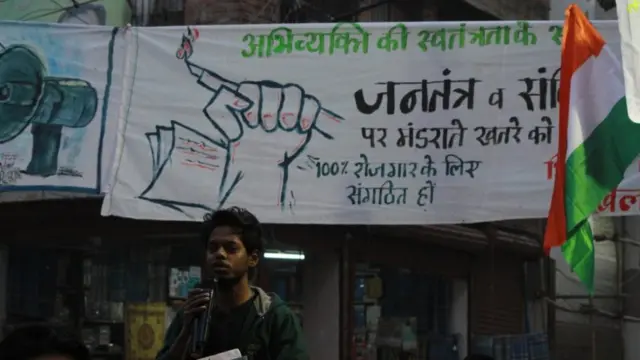 अभिव्यक्ति की स्वतंत्रता के
जनतंत्र व
पर मंडराते खतरे को
100% रोजगार के लिए
संगठित हों